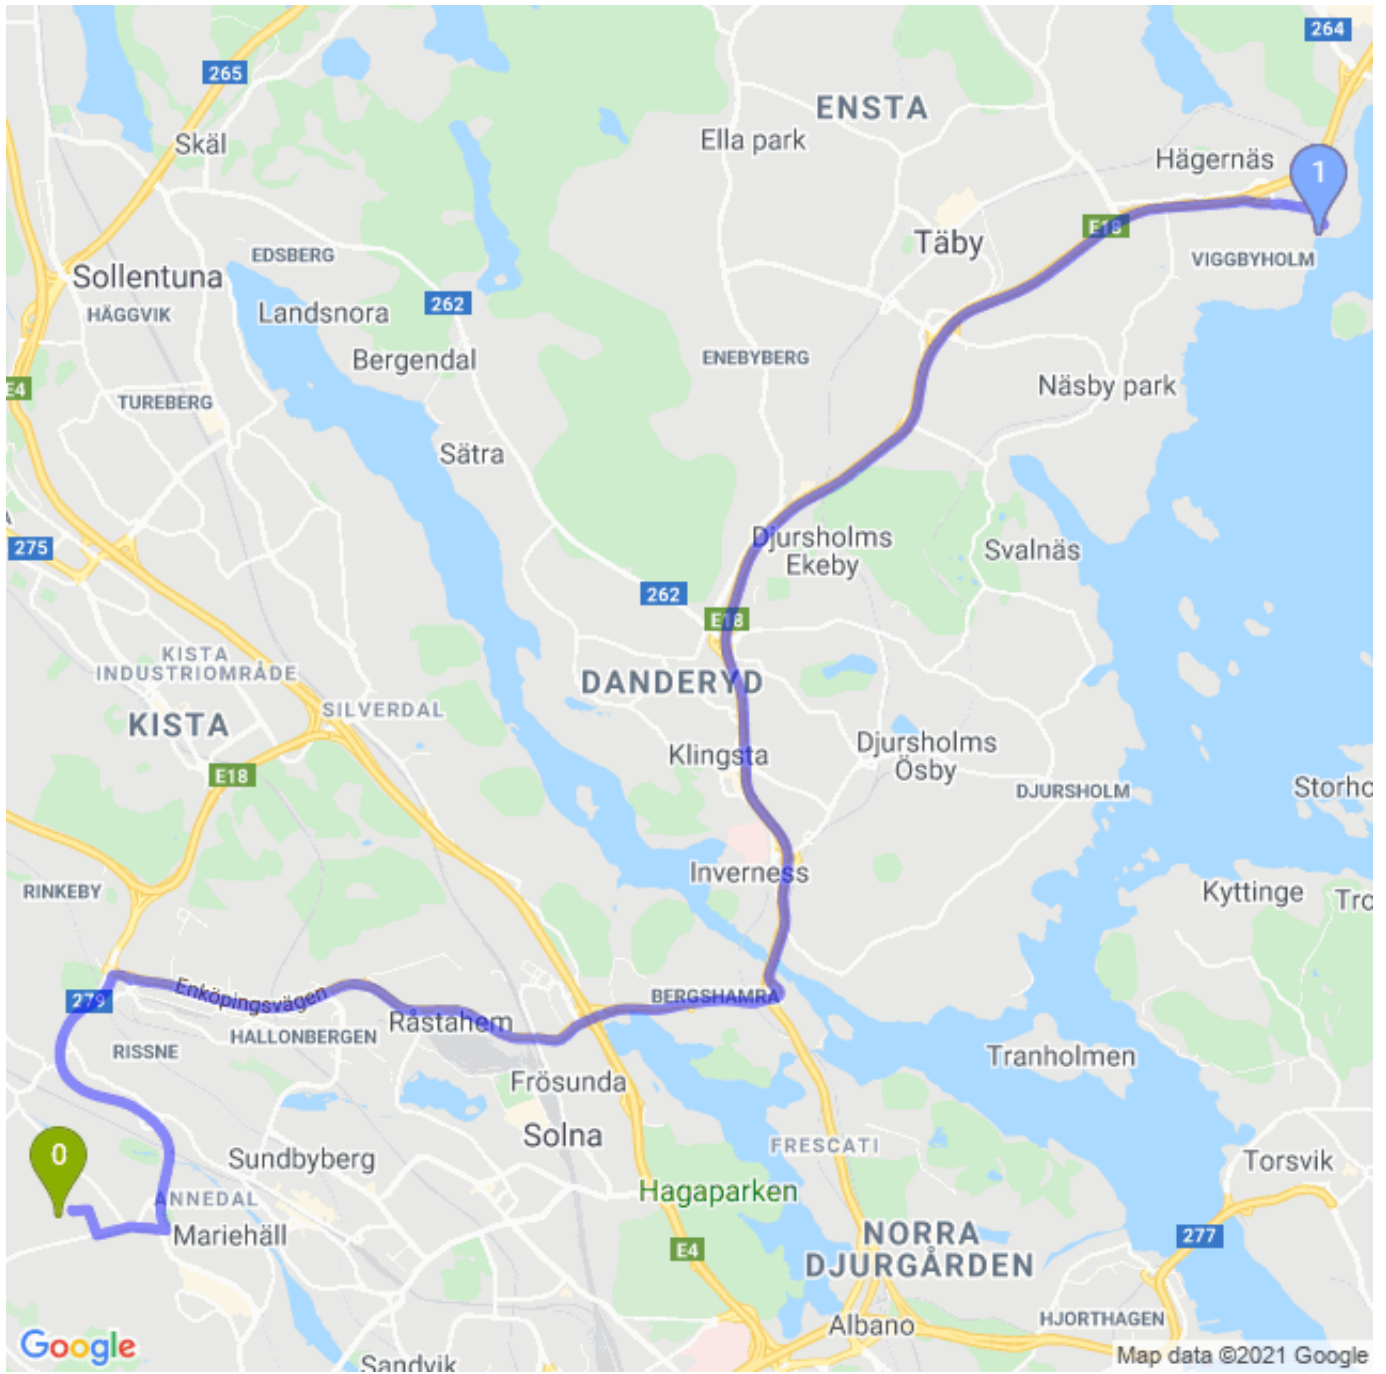 264
265
ENSTA
Skäl
Ella park
Hägernäs
1
E18
EDSBERG
Täby
VIGGBYHOLM
Sollentuna
262
HÄGGVIK
Landsnora
Bergendal
ENEBYBERG
E4
Näsby park
TUREBERG
Sätra
275
Djursholms
Ekeby
Svalnäs
262
E18
KISTA
INDUSTRIOMRÅDE
DANDERYD
SILVERDAL
KISTA
Klingsta
Djursholms
Ösby
E18
DJURSHOLM
Storho
Inverness
RINKEBY
Kyttinge
Tro
279
Enköpingsvägen
BERGSHAMRA
HALLONBERGEN
Råstahem
RISSNE
Tranholmen
Frösunda
Solna
FRESCATI
0
Sundbyberg
Torsvik
ANNEDAL
Hagaparken
Mariehäll
277
E4
NORRA
DJURGÅRDEN
HJORTHAGEN
Albano
Google
Sandvik
Map data ©2021 Google